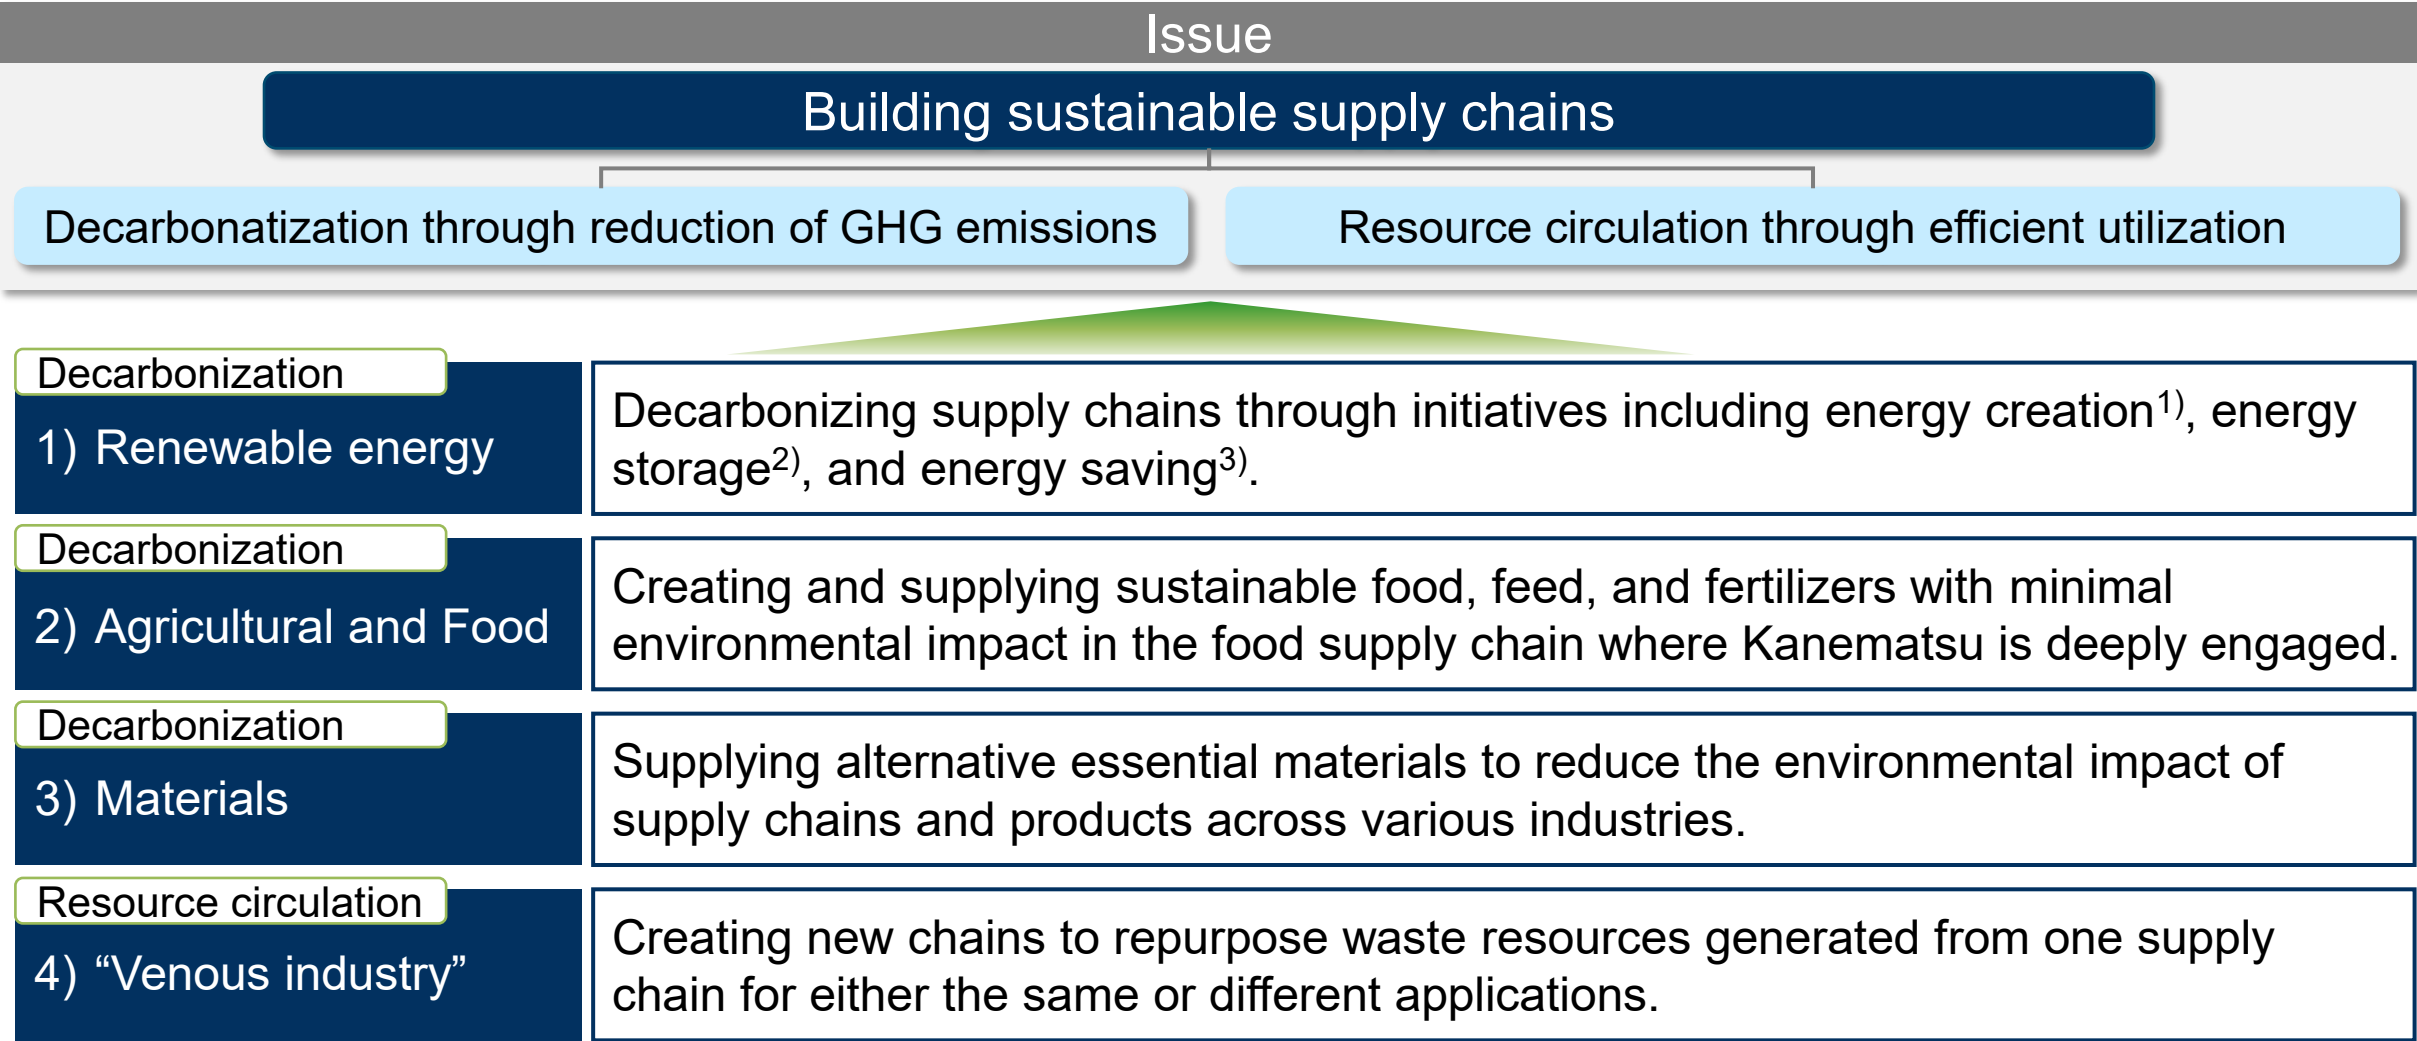 Issue
Building sustainable supply chains
Decarbonatization through reduction of GHG emissions
Resource circulation through efficient utilization
Decarbonization
1) Renewable energy
Decarbonizing supply chains through initiatives including energy creation1), energy
storage2), and energy saving3).
Decarbonization
2) Agricultural and Food
Creating and supplying sustainable food, feed, and fertilizers with minimal
environmental impact in the food supply chain where Kanematsu is deeply engaged.
Decarbonization
3) Materials
Supplying alternative essential materials to reduce the environmental impact of
supply chains and products across various industries.
Resource circulation
4) “Venous industry”
Creating new chains to repurpose waste resources generated from one supply
chain for either the same or different applications.